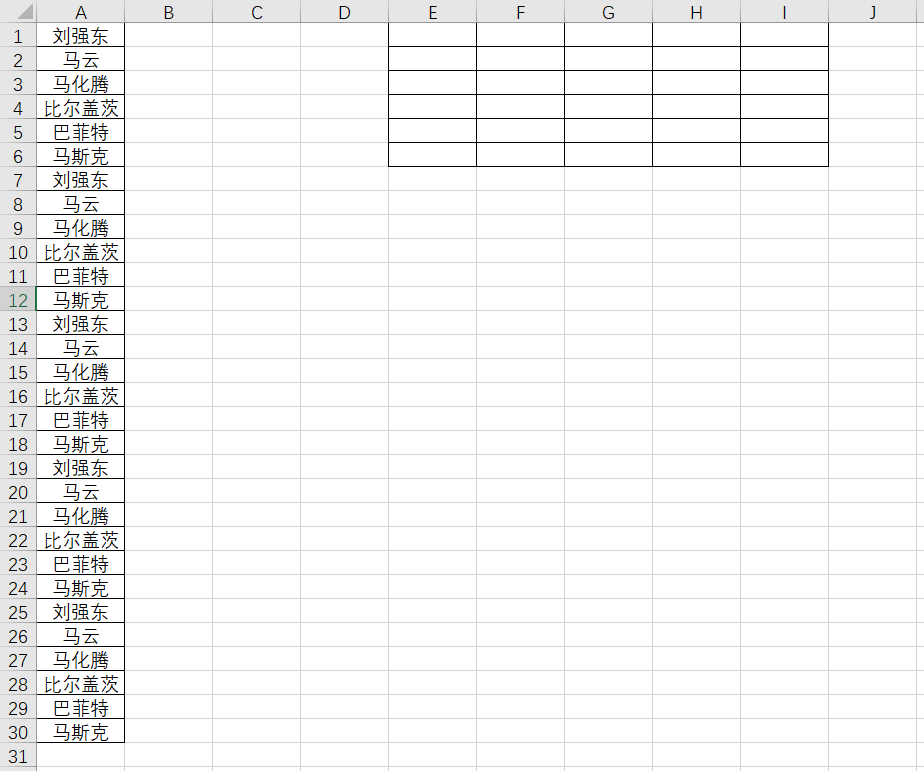 A B C D E F G H I J
1 刘强东
2 马云
3 马化腾
4 比尔盖茨
5 巴菲特
6 马斯克
7 刘强东
8 马云
9 马化腾
10 比尔盖茨
11 巴菲特
12 马斯克
13 刘强东
14 马云
15 马化腾
16 比尔盖茨
17 巴菲特
18 马斯克
19 刘强东
20 马云
21 马化腾
22 比尔盖茨
23 巴菲特
24 马斯克
25 刘强东
26 马云
27 马化腾
28 比尔盖茨
29 巴菲特
30 马斯克
31